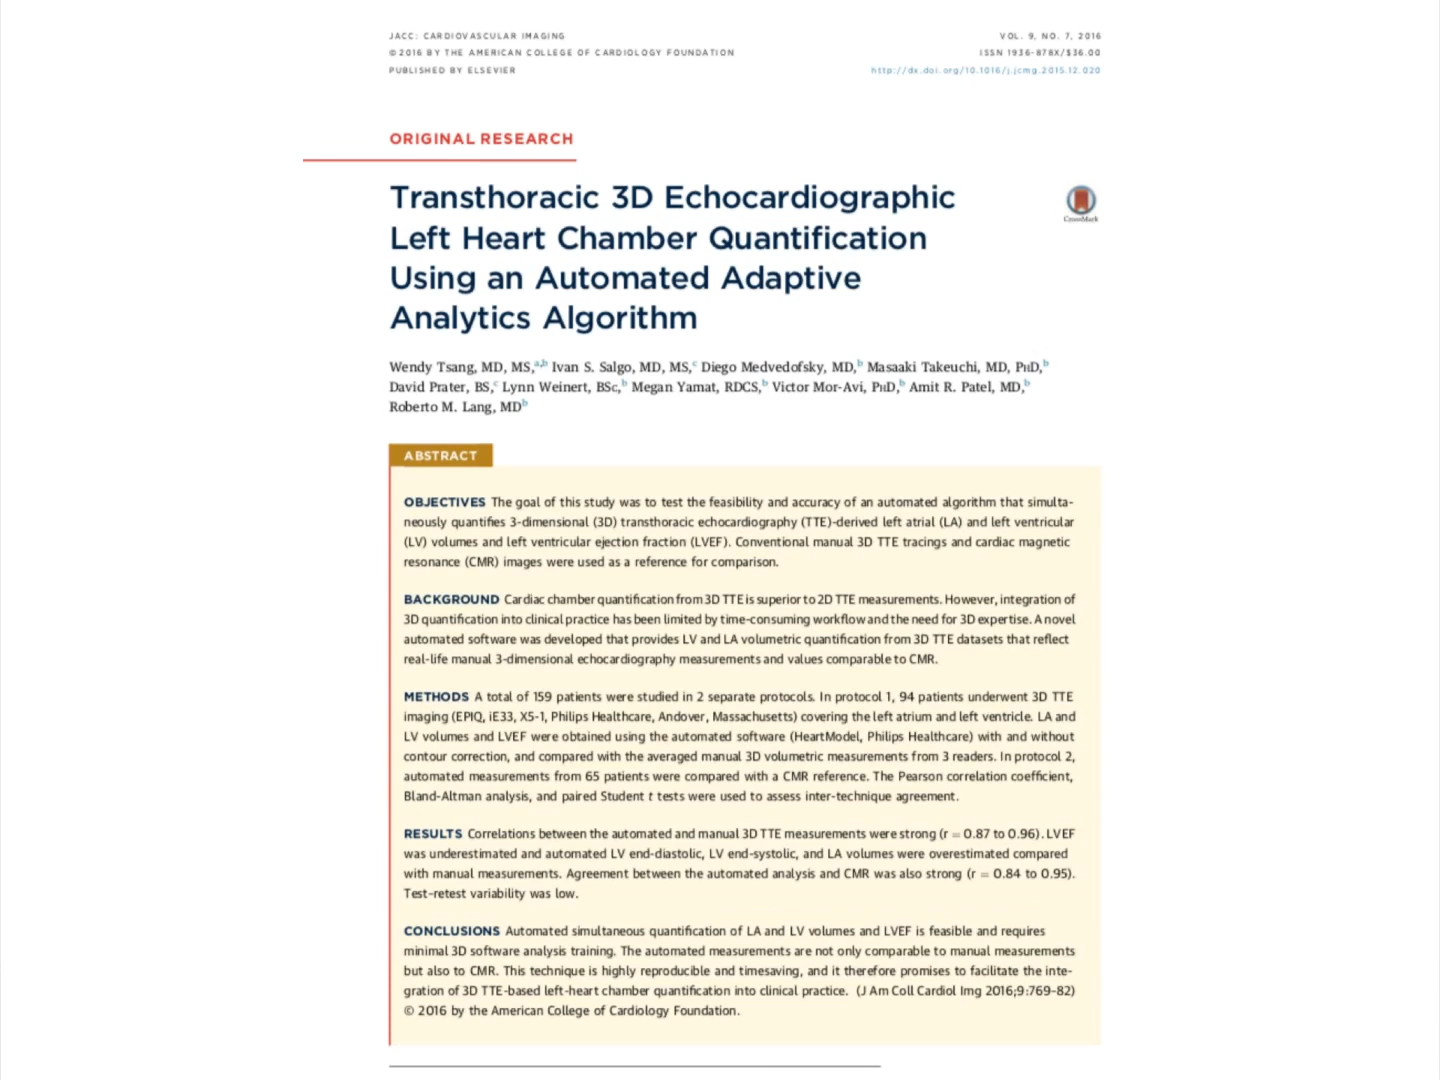 JACC: CARDIOVASCULAR IMAGING
© 2016 BY THE AMERICAN COLLEGE OF CARDIOLOGY FOUNDATION
PUBLISHED BY ELSEVIER
VOL. 9, NO. 7, 2016
ISSN 1936-878X/$36.00
http://dx.doi.org/10.1016/j.jcmg.2015.12.020
ORIGINAL RESEARCH
Transthoracic 3D Echocardiographic
Left Heart Chamber Quantification
Using an Automated Adaptive
Analytics Algorithm
CrossMark
Wendy Tsang, MD, MS,a,b Ivan S. Salgo, MD, MS,c Diego Medvedofsky, MD,b Masaaki Takeuchi, MD, PHD,b
David Prater, BS,c Lynn Weinert, BSc,b Megan Yamat, RDCS,b Victor Mor-Avi, PHD,b Amit R. Patel, MD,b
Roberto M. Lang, MDb
ABSTRACT
OBJECTIVES The goal of this study was to test the feasibility and accuracy of an automated algorithm that simulta-
neously quantifies 3-dimensional (3D) transthoracic echocardiography (TTE)-derived left atrial (LA) and left ventricular
(LV) volumes and left ventricular ejection fraction (LVEF). Conventional manual 3D TTE tracings and cardiac magnetic
resonance (CMR) images were used as a reference for comparison.
BACKGROUND Cardiac chamber quantification from 3D TTE is superior to 2D TTE measurements. However, integration of
3D quantification into clinical practice has been limited by time-consuming workflow and the need for 3D expertise. A novel
automated software was developed that provides LV and LA volumetric quantification from 3D TTE datasets that reflect
real-life manual 3-dimensional echocardiography measurements and values comparable to CMR.
METHODS A total of 159 patients were studied in 2 separate protocols. In protocol 1, 94 patients underwent 3D TTE
imaging (EPIQ, iE33, X5-1, Philips Healthcare, Andover, Massachusetts) covering the left atrium and left ventricle. LA and
LV volumes and LVEF were obtained using the automated software (HeartModel, Philips Healthcare) with and without
contour correction, and compared with the averaged manual 3D volumetric measurements from 3 readers. In protocol 2,
automated measurements from 65 patients were compared with a CMR reference. The Pearson correlation coefficient,
Bland-Altman analysis, and paired Student t tests were used to assess inter-technique agreement.
RESULTS Correlations between the automated and manual 3D TTE measurements were strong (r = 0.87 to 0.96). LVEF
was underestimated and automated LV end-diastolic, LV end-systolic, and LA volumes were overestimated compared
with manual measurements. Agreement between the automated analysis and CMR was also strong (r = 0.84 to 0.95).
Test-retest variability was low.
CONCLUSIONS Automated simultaneous quantification of LA and LV volumes and LVEF is feasible and requires
minimal 3D software analysis training. The automated measurements are not only comparable to manual measurements
but also to CMR. This technique is highly reproducible and timesaving, and it therefore promises to facilitate the inte-
gration of 3D TTE-based left-heart chamber quantification into clinical practice. (J Am Coll Cardiol Img 2016;9:769-82)
© 2016 by the American College of Cardiology Foundation.